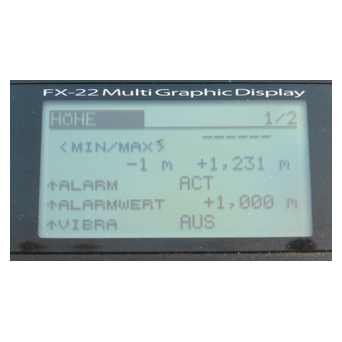 FX-22 Multi Graphic Display
HÖHE 1/2
------
<MIN/MAX>
-1 m +1,231 m
↑ALARM ACT
↑ALARMWERT +1,000 m
↑VIBRA AUS